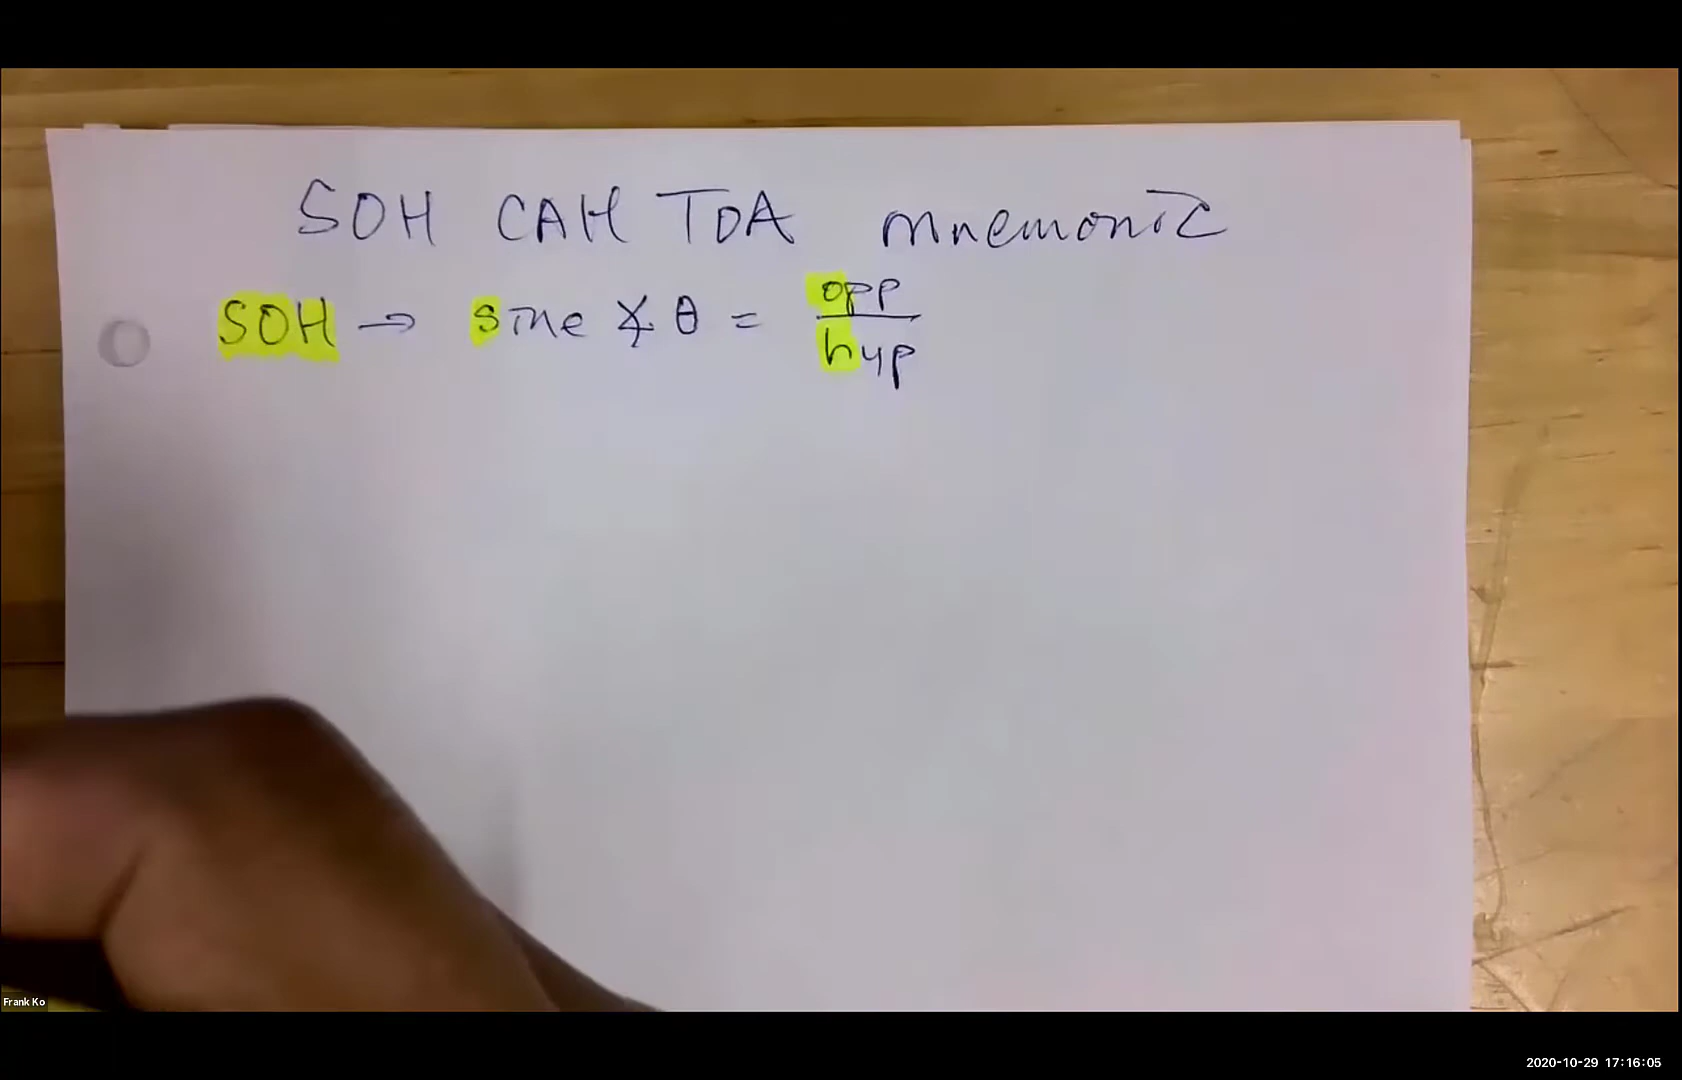 SOH CAH TOA mnemonic
SOH → sine ∡ θ = opp/hyp
Frank Ko
2020-10-29 17:16:05